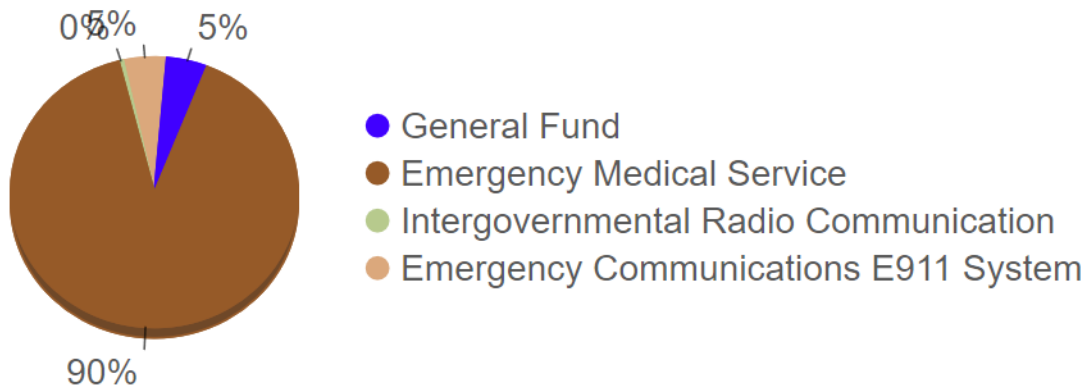 0%
5%
5%
General Fund
Emergency Medical Service
Intergovernmental Radio Communication
Emergency Communications E911 System
90%